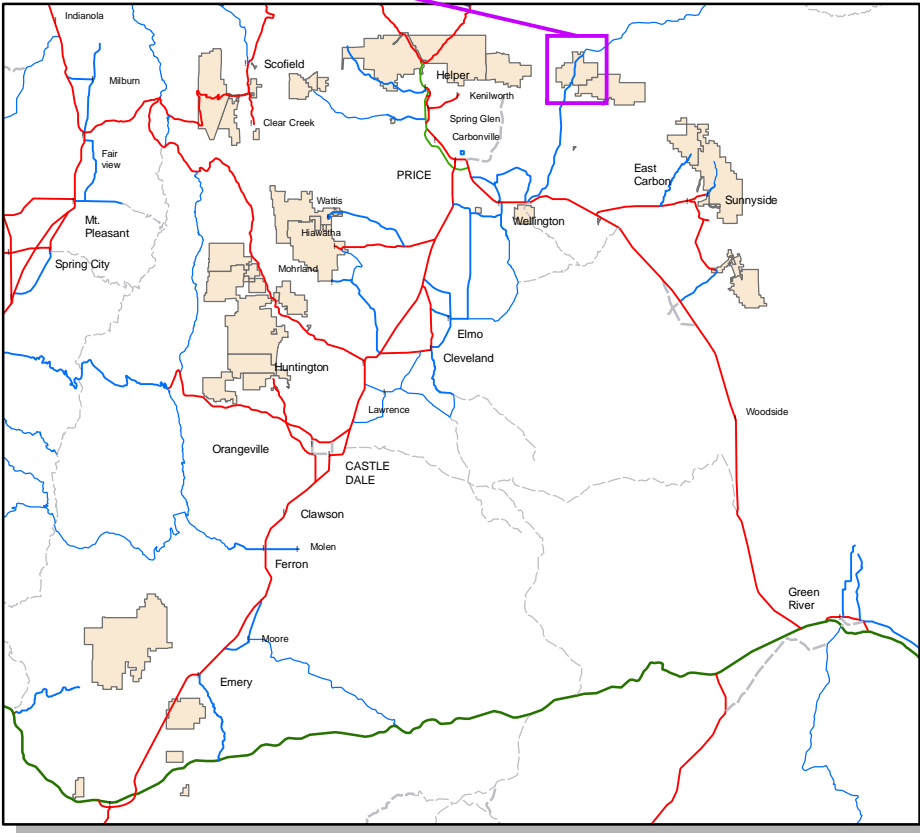 Indianola
Scofield
Milburn
Helper
Kenilworth
Spring Glen
Clear Creek
Carbonville
Fair
view
PRICE
East
Carbon
Wattis
Sunnyside
Mt.
Pleasant
Wellington
Hiawatha
Spring City
Mohrland
Elmo
Cleveland
Huntington
Lawrence
Woodside
Orangeville
CASTLE
DALE
Clawson
Molen
Ferron
Green
River
Moore
Emery